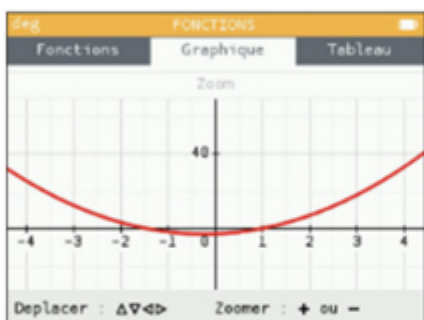 deg FONCTIONS
Fonctions Graphique Tableau
Zoom
40
-4 -3 -2 -1 0 1 2 3 4
Deplacer : △▽◁▷ Zoomer : + ou −